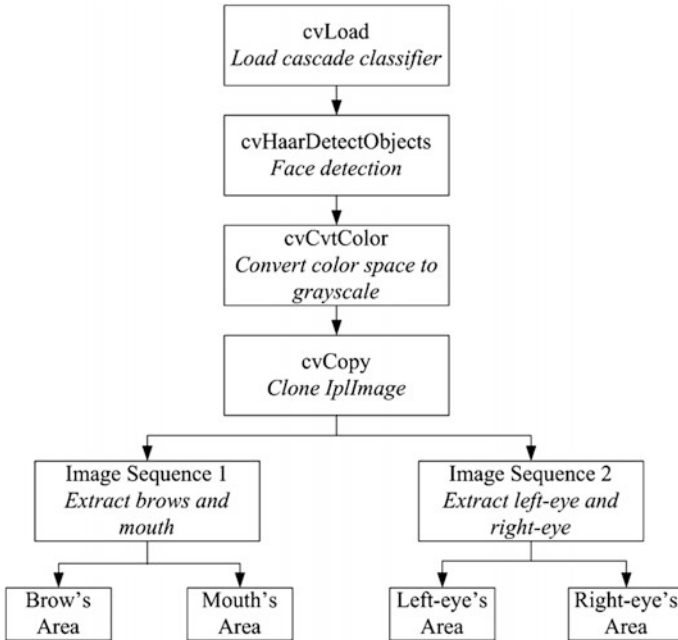 cvLoad
Load cascade classifier
cvHaarDetectObjects
Face detection
cvCvtColor
Convert color space to
grayscale
cvCopy
Clone IplImage
Image Sequence 1
Extract brows and
mouth
Image Sequence 2
Extract left-eye and
right-eye
Brow's
Area
Mouth's
Area
Left-eye's
Area
Right-eye's
Area